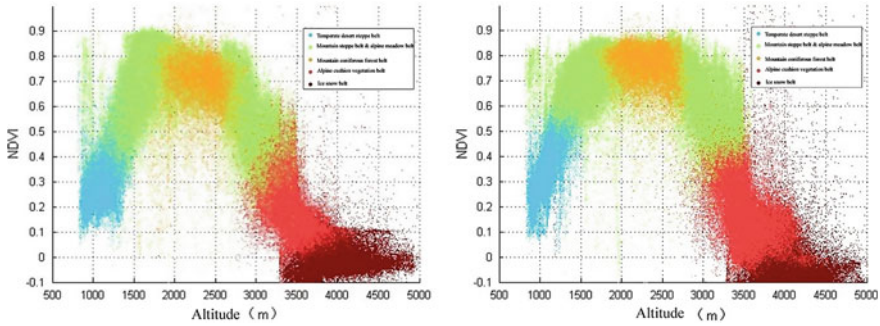 0.9
0.8
0.7
0.6
0.5
0.4
0.3
0.2
0.1
0
-0.1
NDVI
500 1000 1500 2000 2500 3000 3500 4000 4500 5000
Altitude (m)
Temperate desert steppe belt
Mountain steppe belt & alpine meadow belt
Mountain coniferous forest belt
Alpine cushion vegetation belt
Ice snow belt
0.9
0.8
0.7
0.6
0.5
0.4
0.3
0.2
0.1
0
-0.1
NDVI
500 1000 1500 2000 2500 3000 3500 4000 4500 5000
Altitude (m)
Temperate desert steppe belt
Mountain steppe belt & alpine meadow belt
Mountain coniferous forest belt
Alpine cushion vegetation belt
Ice snow belt